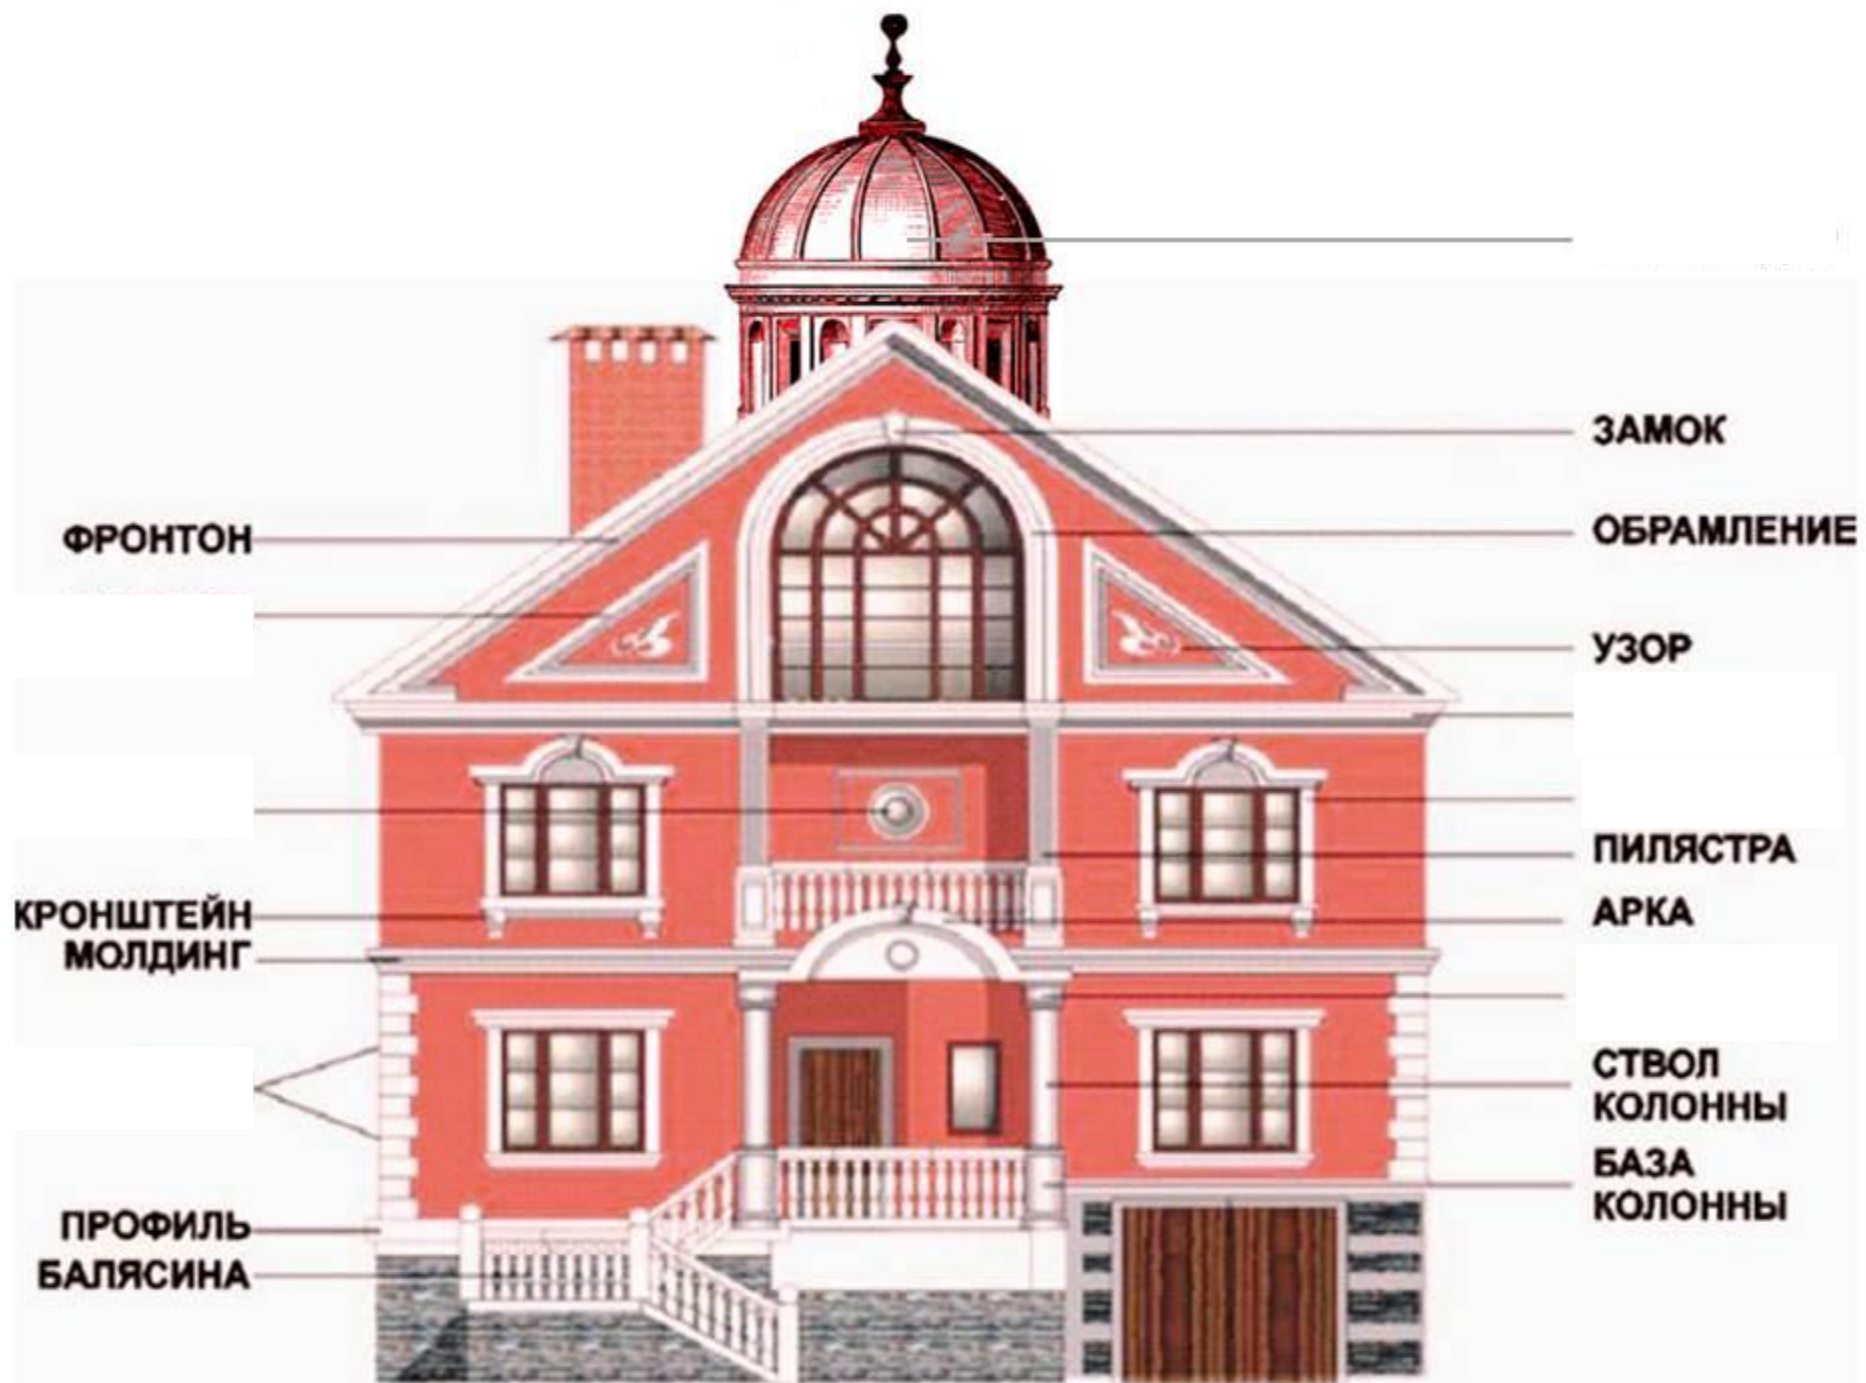 ЗАМОК
ФРОНТОН
ОБРАМЛЕНИЕ
УЗОР
ПИЛЯСТРА
КРОНШТЕЙН
АРКА
МОЛДИНГ
СТВОЛ
КОЛОННЫ
БАЗА
КОЛОННЫ
ПРОФИЛЬ
БАЛЯСИНА